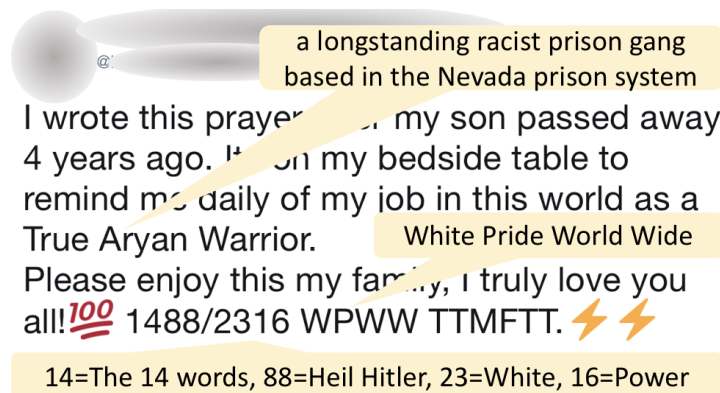 @
a longstanding racist prison gang
based in the Nevada prison system
I wrote this prayer my son passed away
4 years ago. on my bedside table to
remind me daily of my job in this world as a
True Aryan Warrior.
White Pride World Wide
Please enjoy this my family, I truly love you
all!💯 1488/2316 WPWW TTMFTT.⚡⚡
14=The 14 words, 88=Heil Hitler, 23=White, 16=Power